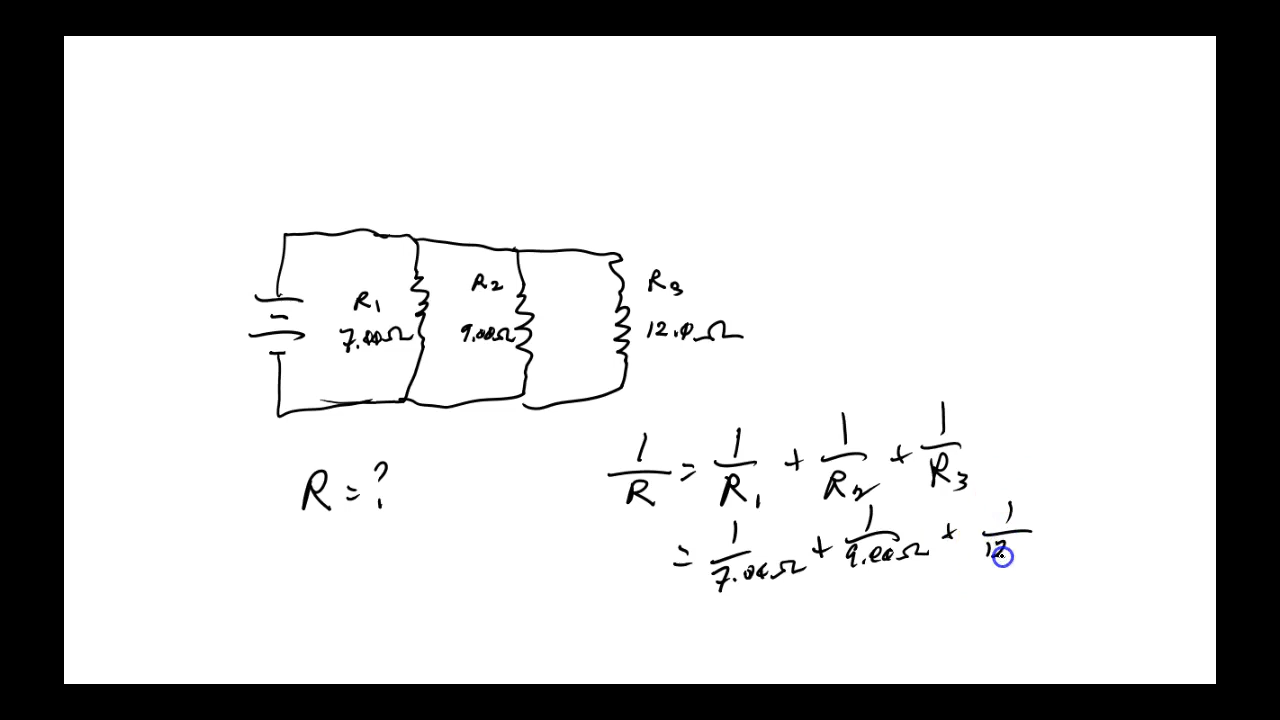 R1
7.00Ω
R2
9.00Ω
R3
12.0Ω
R = ?
1/R = 1/R1 + 1/R2 + 1/R3
= 1/7.00Ω + 1/9.00Ω + 1/12.